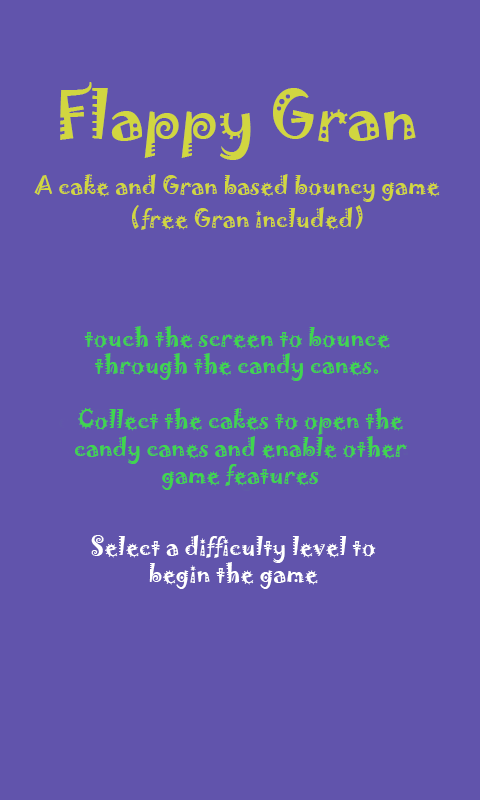 Flappy Gran
A cake and Gran based bouncy game
(free Gran included)
touch the screen to bounce
through the candy canes.
Collect the cakes to open the
candy canes and enable other
game features
Select a difficulty level to
begin the game